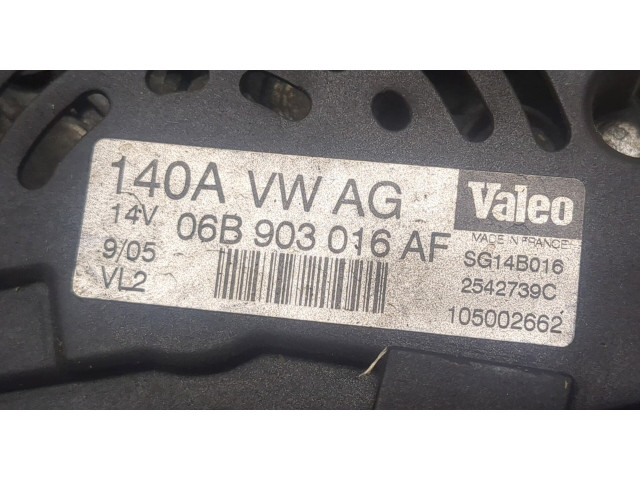 140A VW AG
14V 06B 903 016 AF
9/05
VL2
Valeo
MADE IN FRANCE
SG14B016
2542739C
105002662